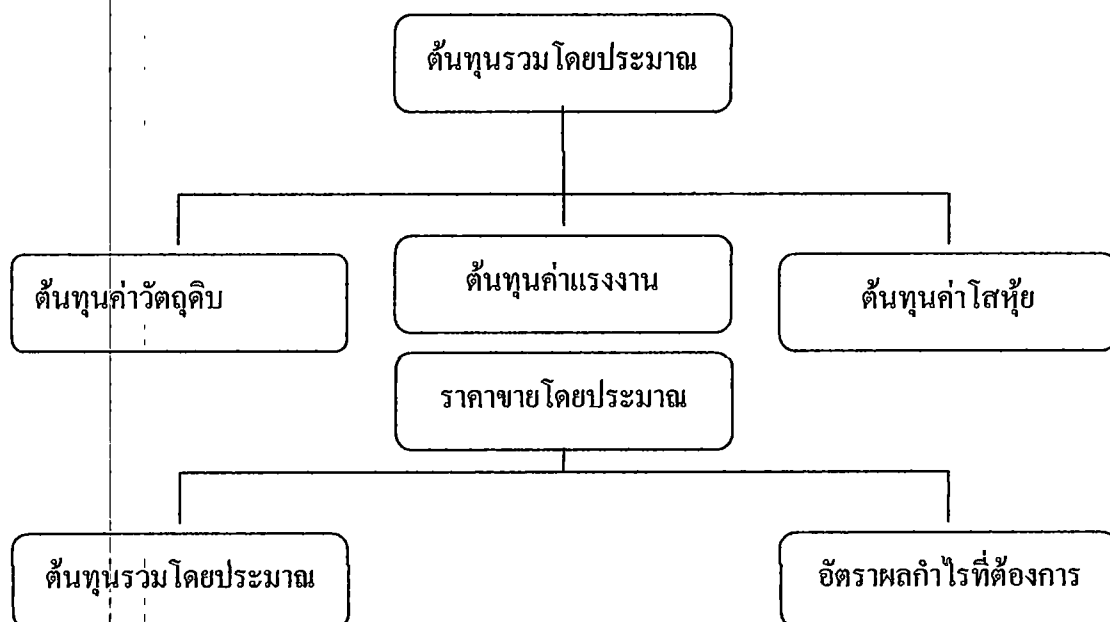 ต้นทุนรวมโดยประมาณ
ต้นทุนค่าวัตถุดิบ
ต้นทุนค่าแรงงาน
ต้นทุนค่าโสหุ้ย
ราคาขายโดยประมาณ
ต้นทุนรวมโดยประมาณ
อัตราผลกำไรที่ต้องการ